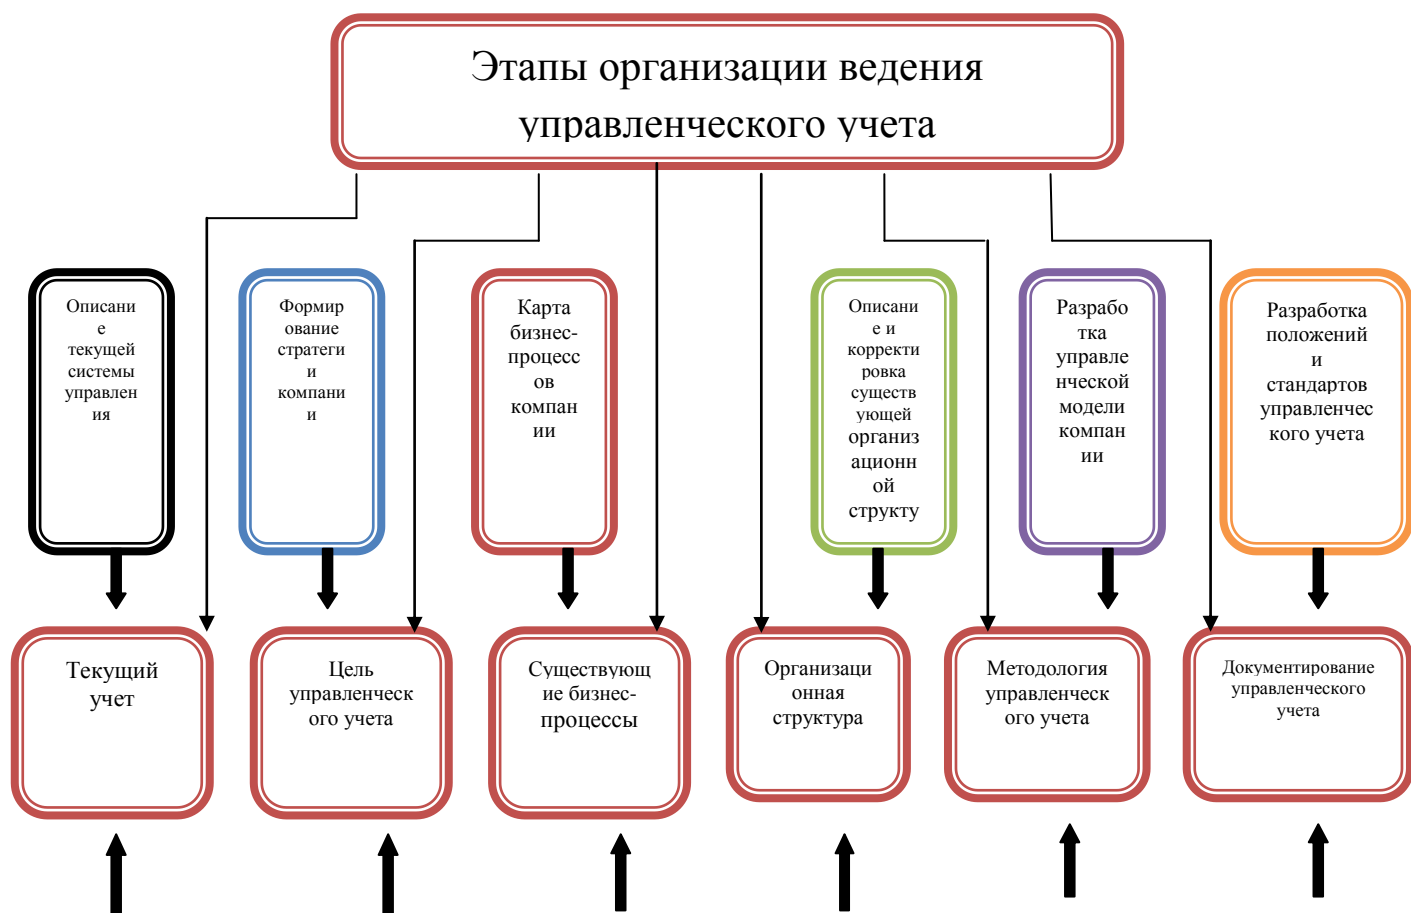 Этапы организации ведения
управленческого учета
Описани
е
текущей
системы
управлен
ия
Формир
ование
стратеги
и
компани
и
Карта
бизнес-
процесс
ов
компан
ии
Описани
е и
корректи
ровка
существ
ующей
организ
ационн
ой
структу
Разрабо
тка
управле
нческой
модели
компан
ии
Разработка
положений
и
стандартов
управленчес
кого учета
Текущий
учет
Цель
управленческ
ого учета
Существующ
ие бизнес-
процессы
Организаци
онная
структура
Методология
управленческ
ого учета
Документирование
управленческого
учета